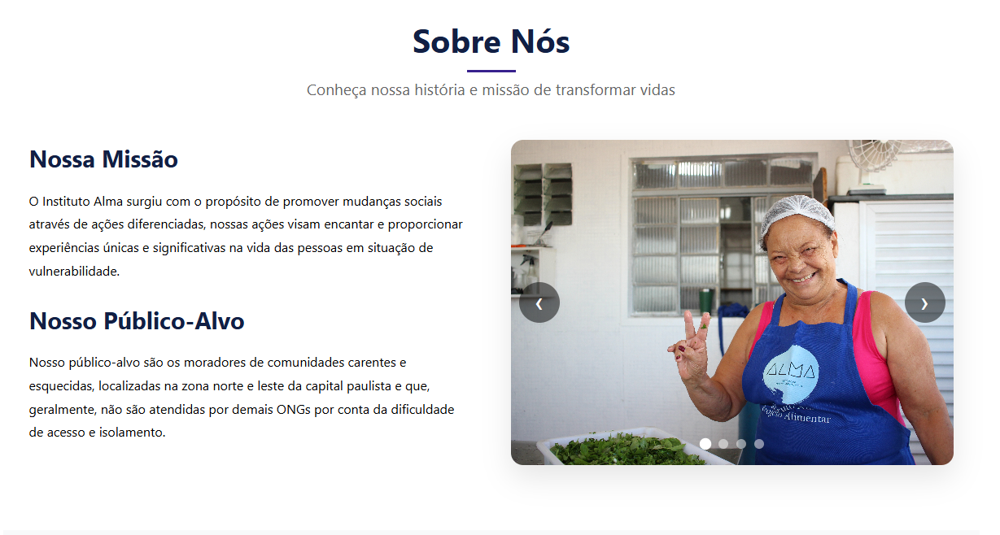 Sobre Nós
Conheça nossa história e missão de transformar vidas
Nossa Missão
O Instituto Alma surgiu com o propósito de promover mudanças sociais
através de ações diferenciadas, nossas ações visam encantar e proporcionar
experiências únicas e significativas na vida das pessoas em situação de
vulnerabilidade.
Nosso Público-Alvo
Nosso público-alvo são os moradores de comunidades carentes e
esquecidas, localizadas na zona norte e leste da capital paulista e que,
geralmente, não são atendidas por demais ONGs por conta da dificuldade
de acesso e isolamento.
ALMA
Alimentar